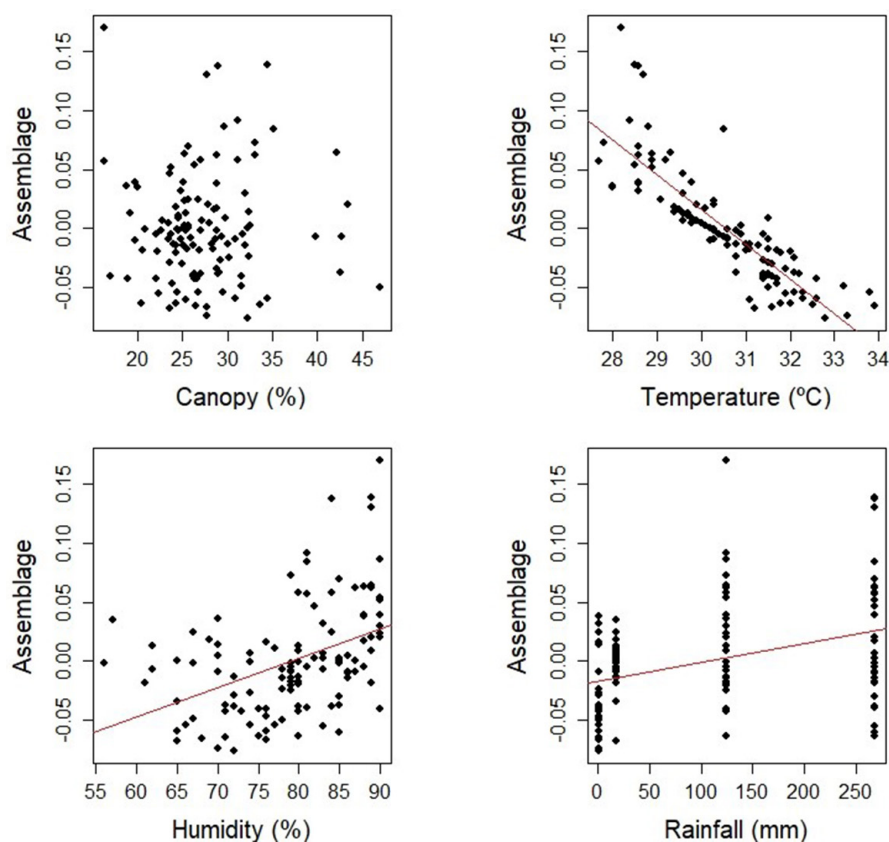 Assemblage
0.15
0.10
0.05
0.00
-0.05
20 25 30 35 40 45
Canopy (%)
Assemblage
0.15
0.10
0.05
0.00
-0.05
28 29 30 31 32 33 34
Temperature (ºC)
Assemblage
0.15
0.10
0.05
0.00
-0.05
55 60 65 70 75 80 85 90
Humidity (%)
Assemblage
0.15
0.10
0.05
0.00
-0.05
0 50 100 150 200 250
Rainfall (mm)